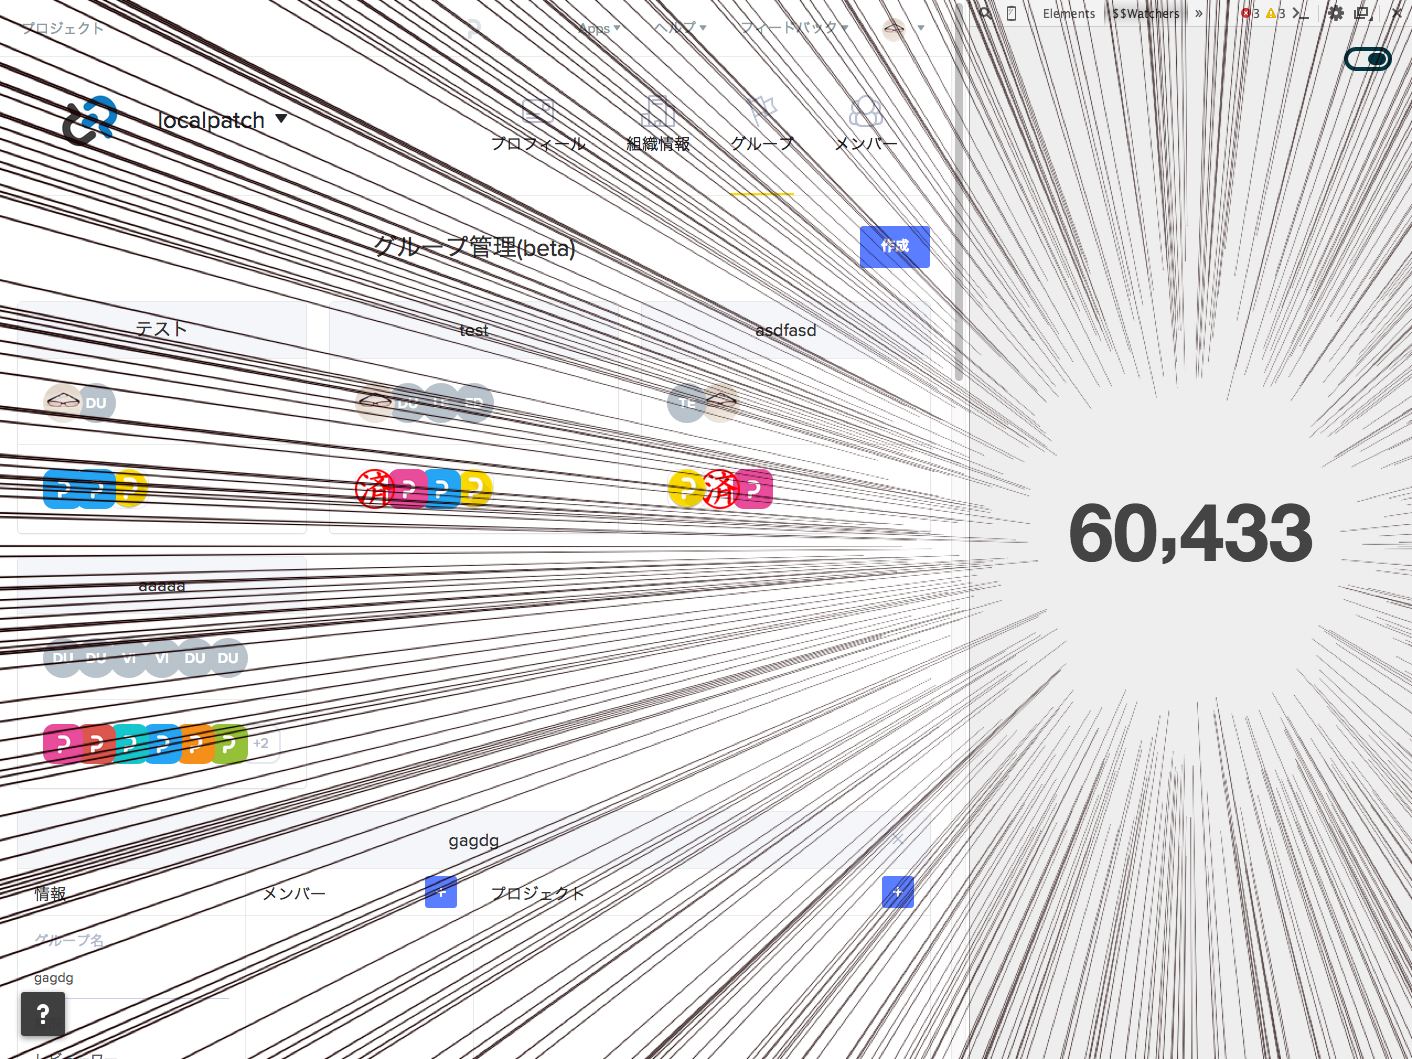 プロジェクト
Apps
ヘルプ
フィードバック
Elements
$$Watchers
»
3
3
localpatch
プロフィール
組織情報
グループ
メンバー
グループ管理(beta)
作成
テスト
test
asdfasd
DU
DU
TE
済
済
60,433
aaaaa
DU DU VI VI DU DU
+2
gagdg
情報
メンバー
+
プロジェクト
+
グループ名
gagdg
?